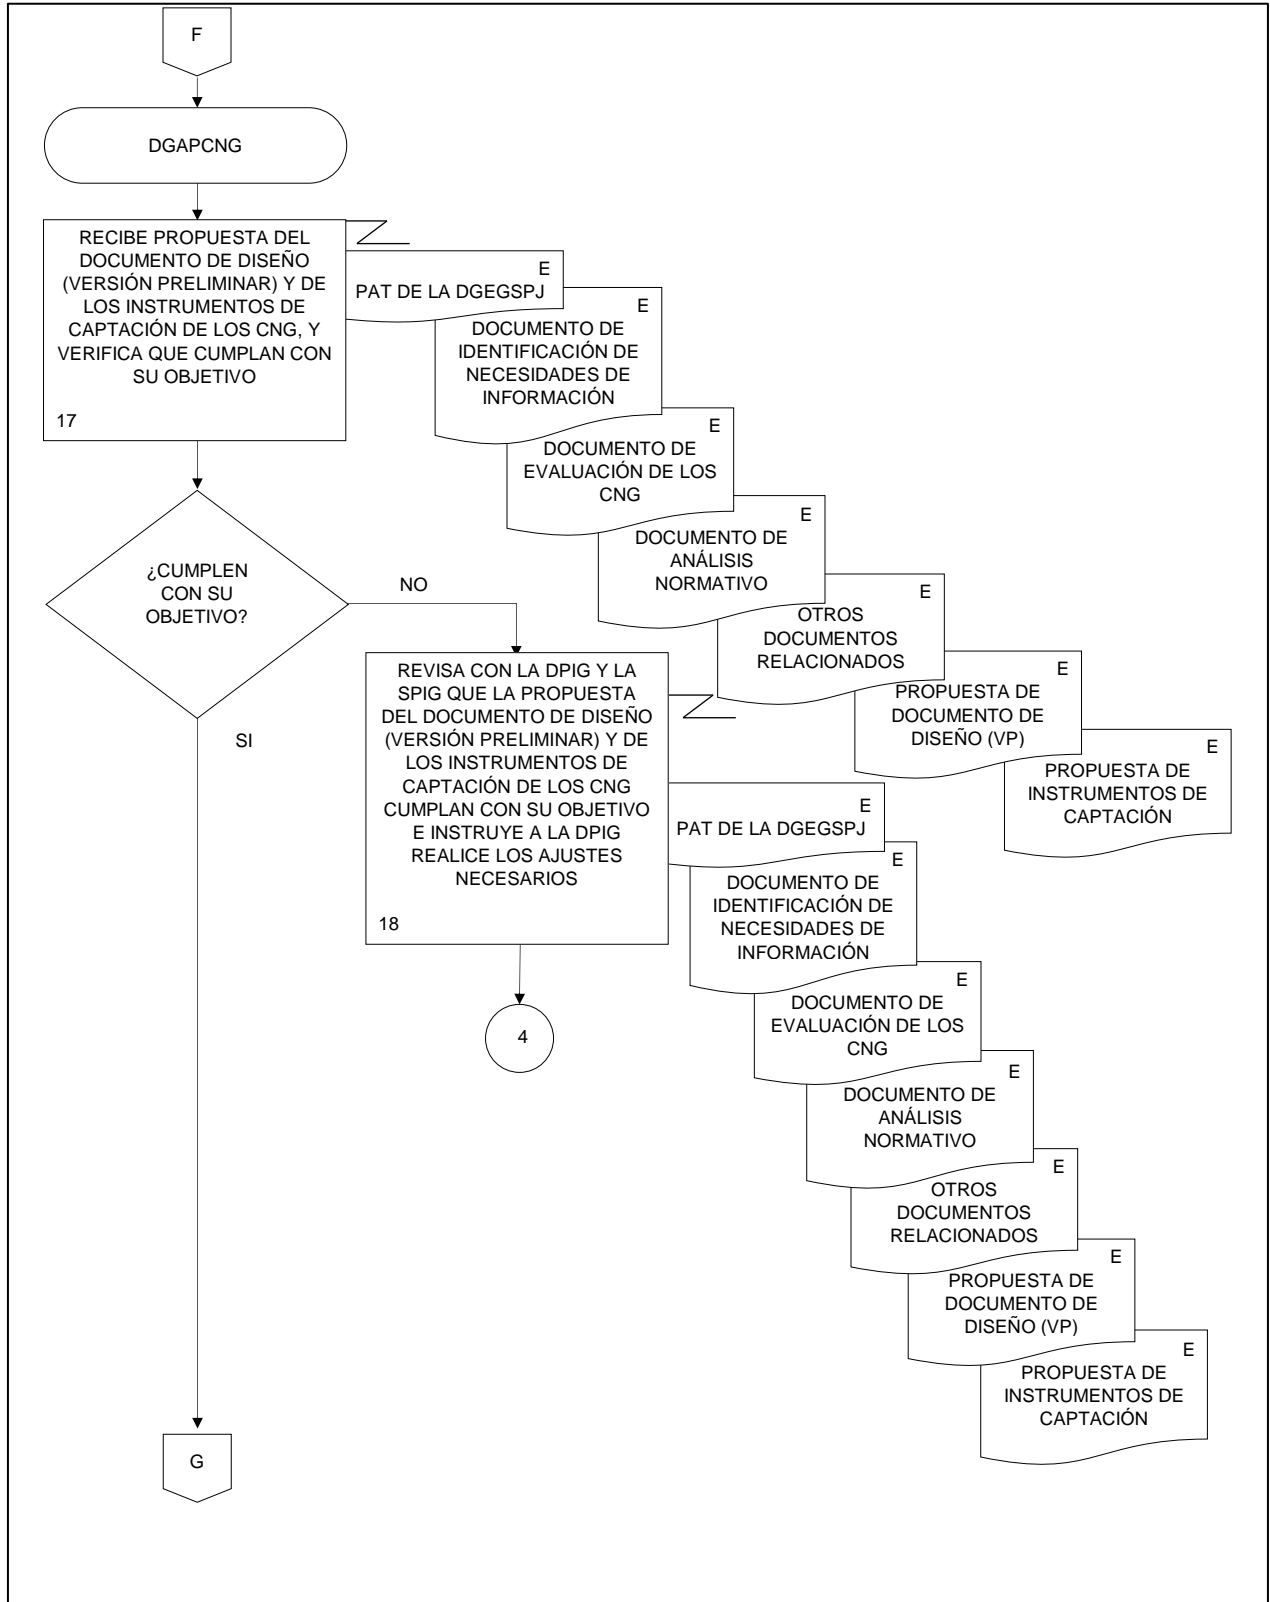 F
DGAPCNG
RECIBE PROPUESTA DEL
DOCUMENTO DE DISEÑO
(VERSIÓN PRELIMINAR) Y DE
LOS INSTRUMENTOS DE
CAPTACIÓN DE LOS CNG, Y
VERIFICA QUE CUMPLAN CON
SU OBJETIVO
17
E
PAT DE LA DGEGSPJ
E
DOCUMENTO DE
IDENTIFICACIÓN DE
NECESIDADES DE
INFORMACIÓN
E
DOCUMENTO DE
EVALUACIÓN DE LOS
CNG
E
DOCUMENTO DE
ANÁLISIS
NORMATIVO
E
OTROS
DOCUMENTOS
RELACIONADOS
E
PROPUESTA DE
DOCUMENTO DE
DISEÑO (VP)
E
PROPUESTA DE
INSTRUMENTOS DE
CAPTACIÓN
¿CUMPLEN
CON SU
OBJETIVO?
NO
SI
REVISA CON LA DPIG Y LA
SPIG QUE LA PROPUESTA
DEL DOCUMENTO DE DISEÑO
(VERSIÓN PRELIMINAR) Y DE
LOS INSTRUMENTOS DE
CAPTACIÓN DE LOS CNG
CUMPLAN CON SU OBJETIVO
E INSTRUYE A LA DPIG
REALICE LOS AJUSTES
NECESARIOS
18
E
PAT DE LA DGEGSPJ
E
DOCUMENTO DE
IDENTIFICACIÓN DE
NECESIDADES DE
INFORMACIÓN
E
DOCUMENTO DE
EVALUACIÓN DE LOS
CNG
E
DOCUMENTO DE
ANÁLISIS
NORMATIVO
E
OTROS
DOCUMENTOS
RELACIONADOS
E
PROPUESTA DE
DOCUMENTO DE
DISEÑO (VP)
E
PROPUESTA DE
INSTRUMENTOS DE
CAPTACIÓN
4
G